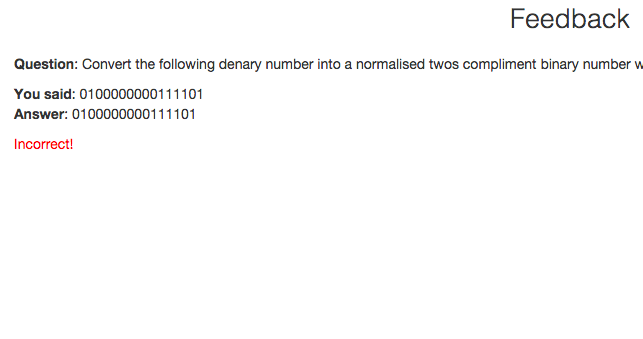 Feedback
Question: Convert the following denary number into a normalised twos compliment binary number w
You said: 0100000000111101
Answer: 0100000000111101
Incorrect!